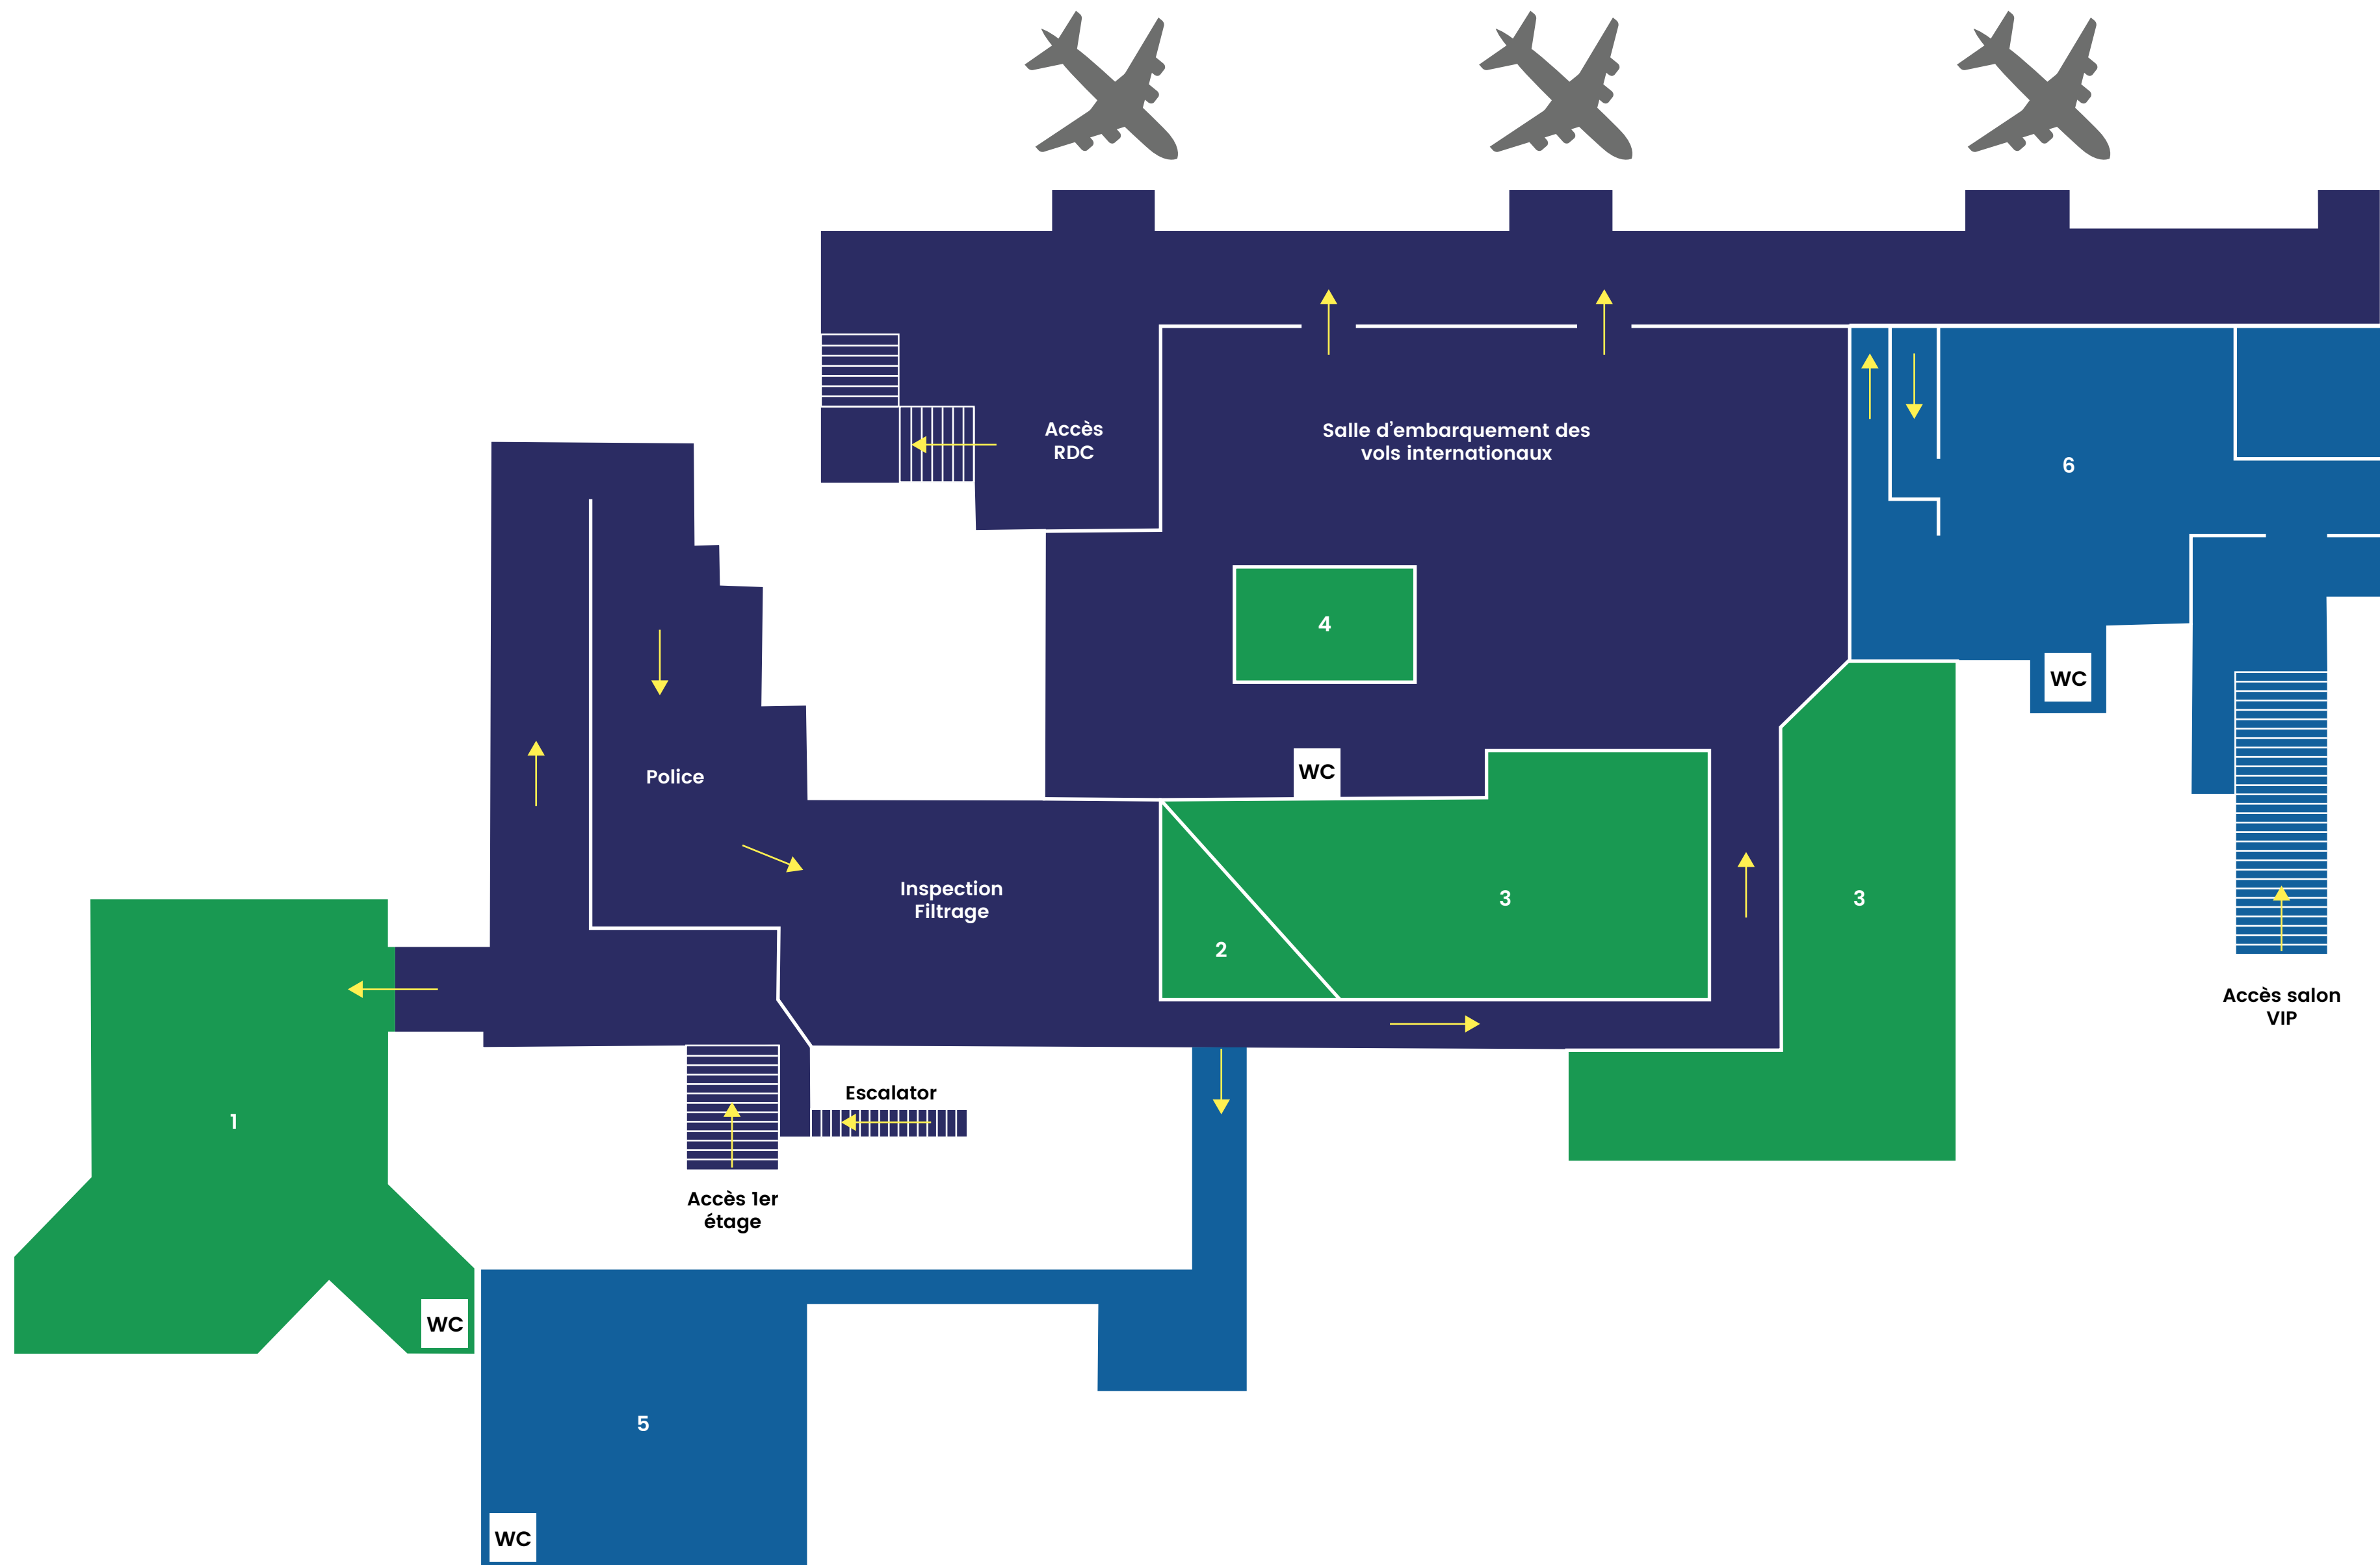 Accès
RDC
Salle d’embarquement des
vols internationaux
6
4
WC
Police
WC
Inspection
Filtrage
3
3
2
Accès salon
VIP
Escalator
1
Accès 1er
étage
WC
5
WC